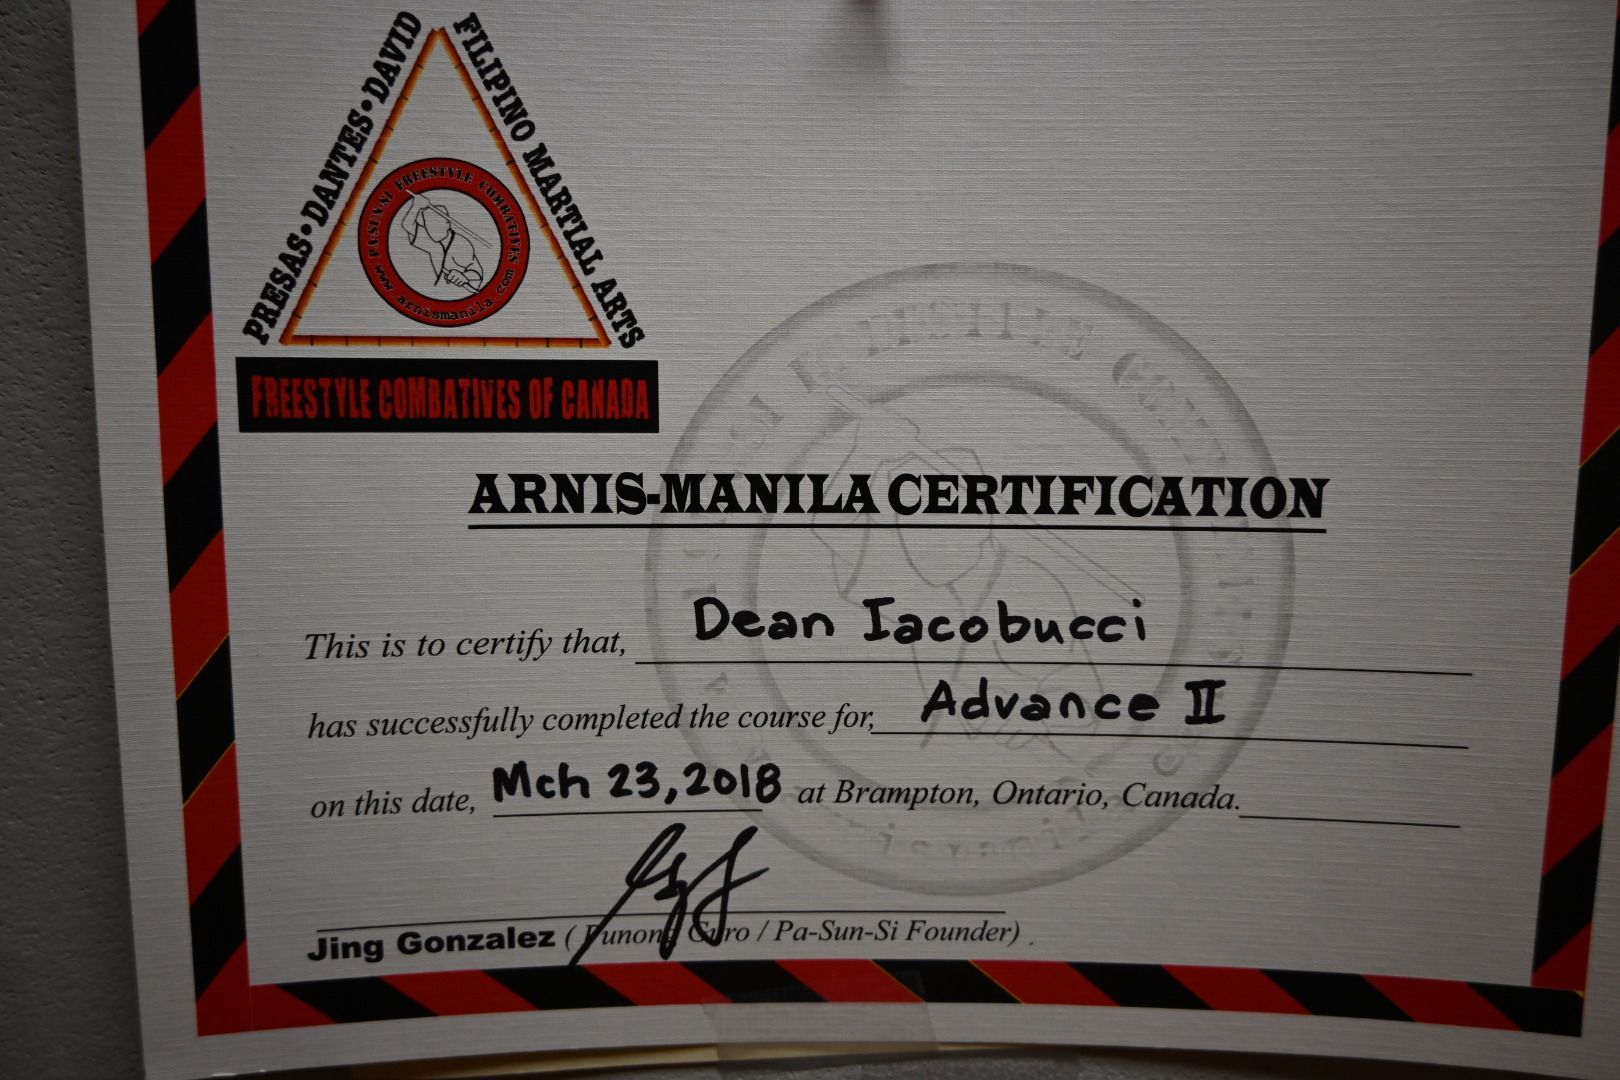 PRESAS•DANTES•DAVID
FILIPINO MARTIAL ARTS
PA-SUN-SI FREESTYLE COMBATIVES
www.arnismanila.com
FREESTYLE COMBATIVES OF CANADA
ARNIS-MANILA CERTIFICATION
This is to certify that, Dean Iacobucci
has successfully completed the course for, Advance II
on this date, Mch 23, 2018 at Brampton, Ontario, Canada.
Jing Gonzalez ( Punong Guro / Pa-Sun-Si Founder)